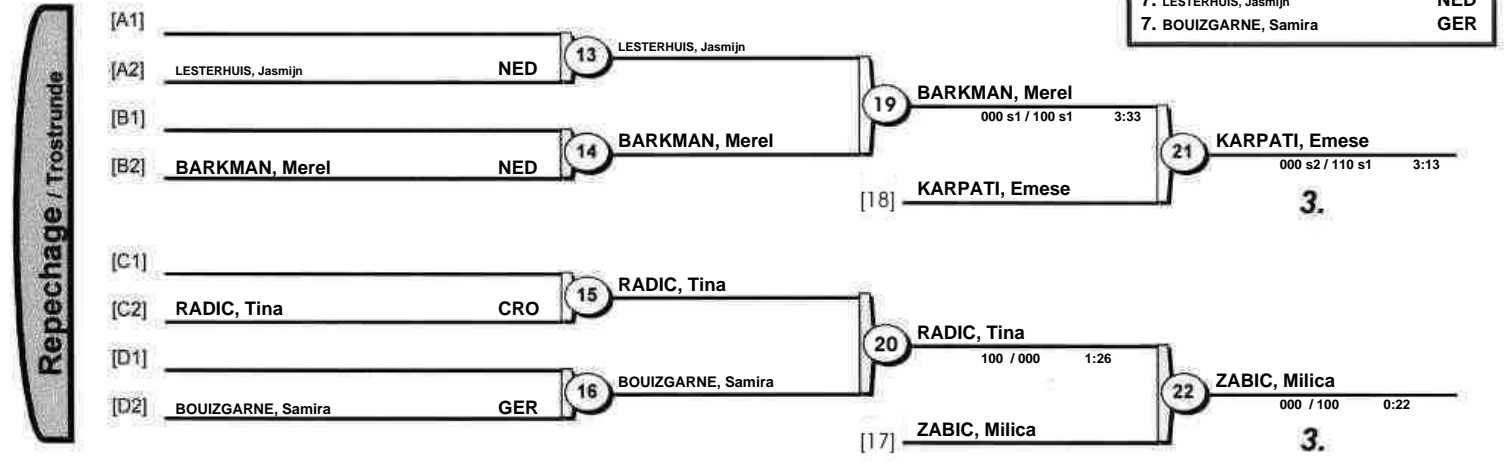 7. LESTERHUIS, Jasmijn NED
7. BOUIZGARNE, Samira GER
Repechage / Trostrunde
[A1]
[A2] LESTERHUIS, Jasmijn NED
13 LESTERHUIS, Jasmijn
[B1]
[B2] BARKMAN, Merel NED
14 BARKMAN, Merel
19 BARKMAN, Merel
000 s1 / 100 s1 3:33
[18] KARPATI, Emese
21 KARPATI, Emese
000 s2 / 110 s1 3:13
3.
[C1]
[C2] RADIC, Tina CRO
15 RADIC, Tina
[D1]
[D2] BOUIZGARNE, Samira GER
16 BOUIZGARNE, Samira
20 RADIC, Tina
100 / 000 1:26
[17] ZABIC, Milica
22 ZABIC, Milica
000 / 100 0:22
3.